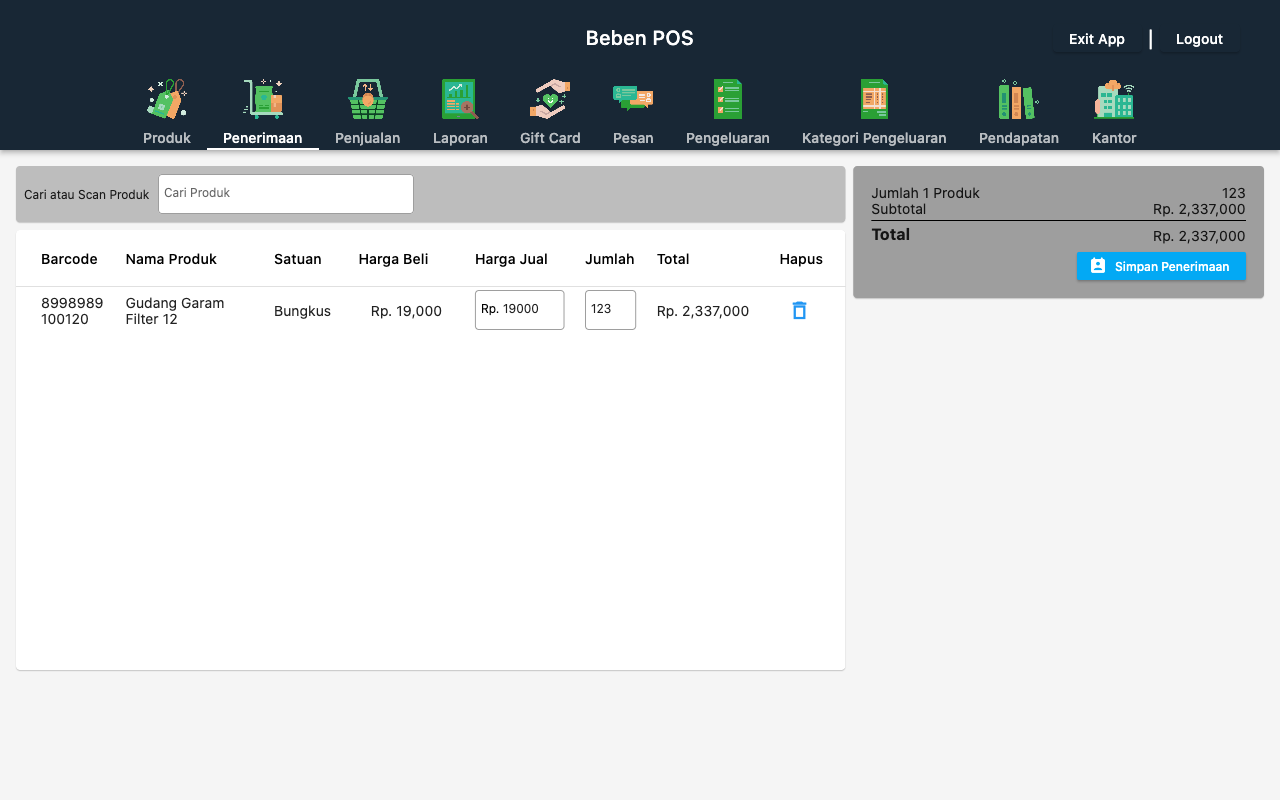 Beben POS
Exit App | Logout
Produk Penerimaan Penjualan Laporan Gift Card Pesan Pengeluaran Kategori Pengeluaran Pendapatan Kantor
Cari atau Scan Produk Cari Produk
Barcode Nama Produk Satuan Harga Beli Harga Jual Jumlah Total Hapus
8998989
100120
Gudang Garam
Filter 12
Bungkus Rp. 19,000 Rp. 19000 123 Rp. 2,337,000
Jumlah 1 Produk 123
Subtotal Rp. 2,337,000
Total Rp. 2,337,000
Simpan Penerimaan